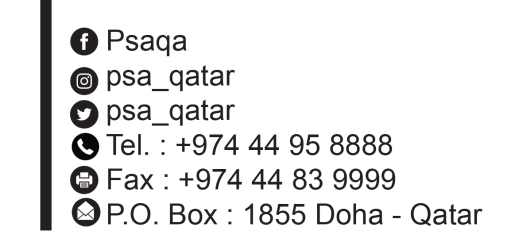 Psaqa
psa_qatar
psa_qatar
Tel. : +974 44 95 8888
Fax : +974 44 83 9999
P.O. Box : 1855 Doha - Qatar